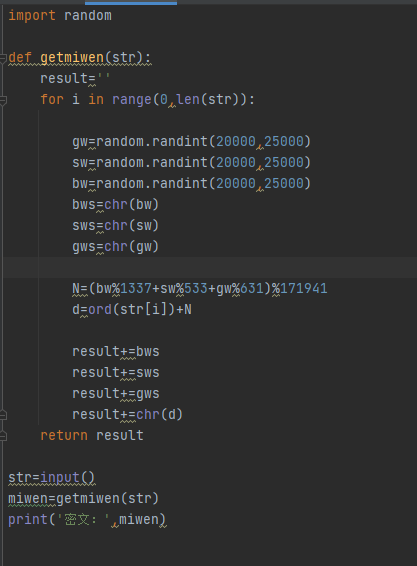 import random
def getmiwen(str):
    result=''
    for i in range(0,len(str)):
        gw=random.randint(20000,25000)
        sw=random.randint(20000,25000)
        bw=random.randint(20000,25000)
        bws=chr(bw)
        sws=chr(sw)
        gws=chr(gw)
        N=(bw%1337+sw%533+gw%631)%171941
        d=ord(str[i])+N
        result+=bws
        result+=sws
        result+=gws
        result+=chr(d)
    return result
str=input()
miwen=getmiwen(str)
print('密文：',miwen)